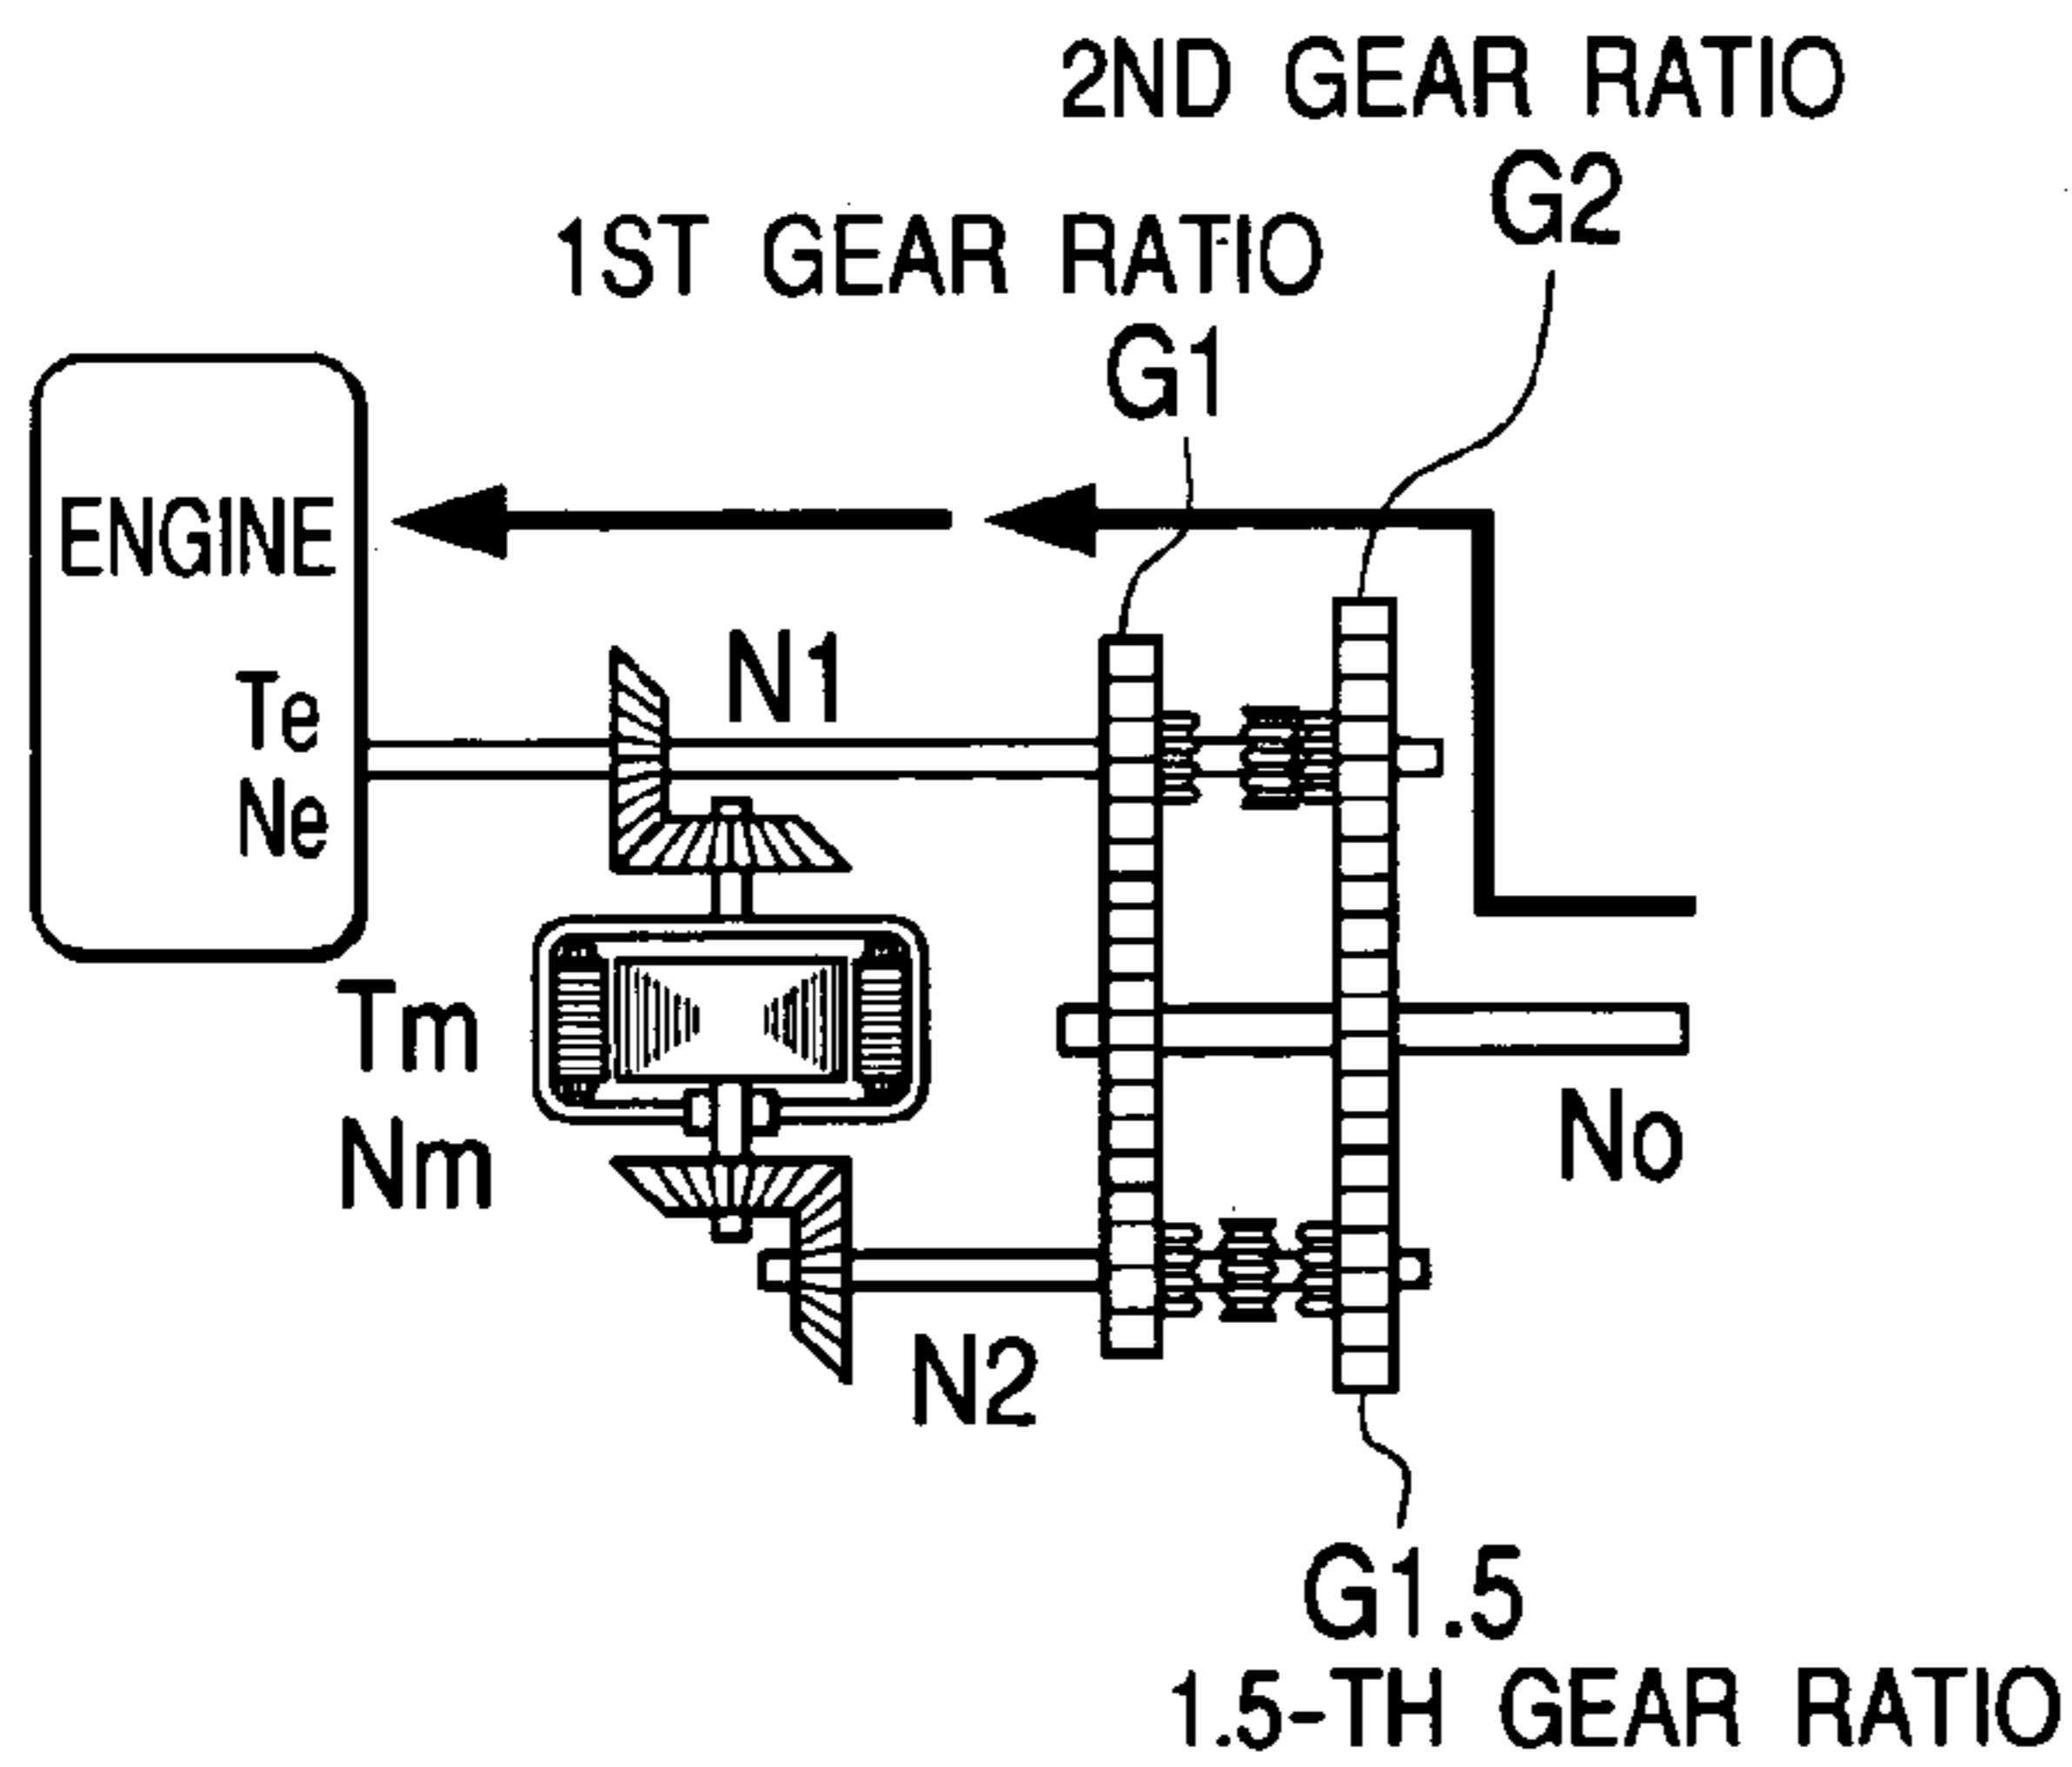 2ND GEAR RATIO
G2
1ST GEAR RATIO
G1
ENGINE
Te
Ne
N1
Tm
Nm
No
N2
G1.5
1.5-TH GEAR RATIO